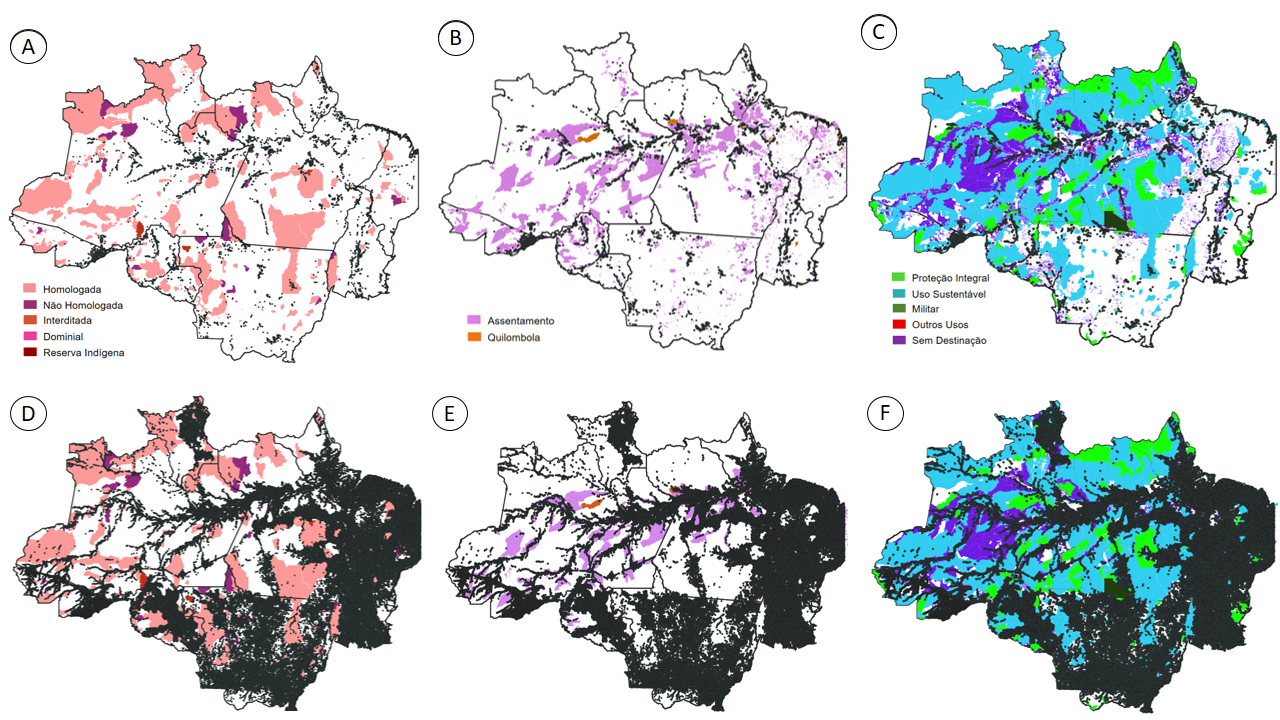 A
B
C
Homologada
Não Homologada
Interditada
Dominial
Reserva Indígena
Assentamento
Quilombola
Proteção Integral
Uso Sustentável
Militar
Outros Usos
Sem Destinação
D
E
F